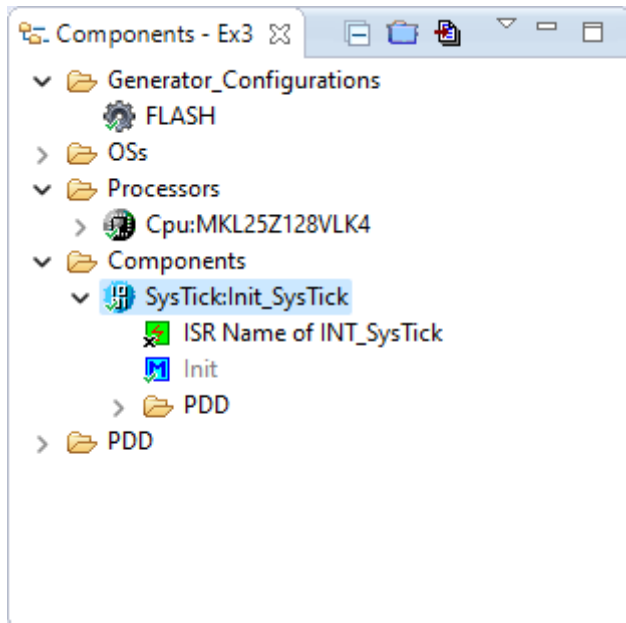 Components - Ex3
Generator_Configurations
FLASH
OSs
Processors
Cpu:MKL25Z128VLK4
Components
SysTick:Init_SysTick
ISR Name of INT_SysTick
Init
PDD
PDD